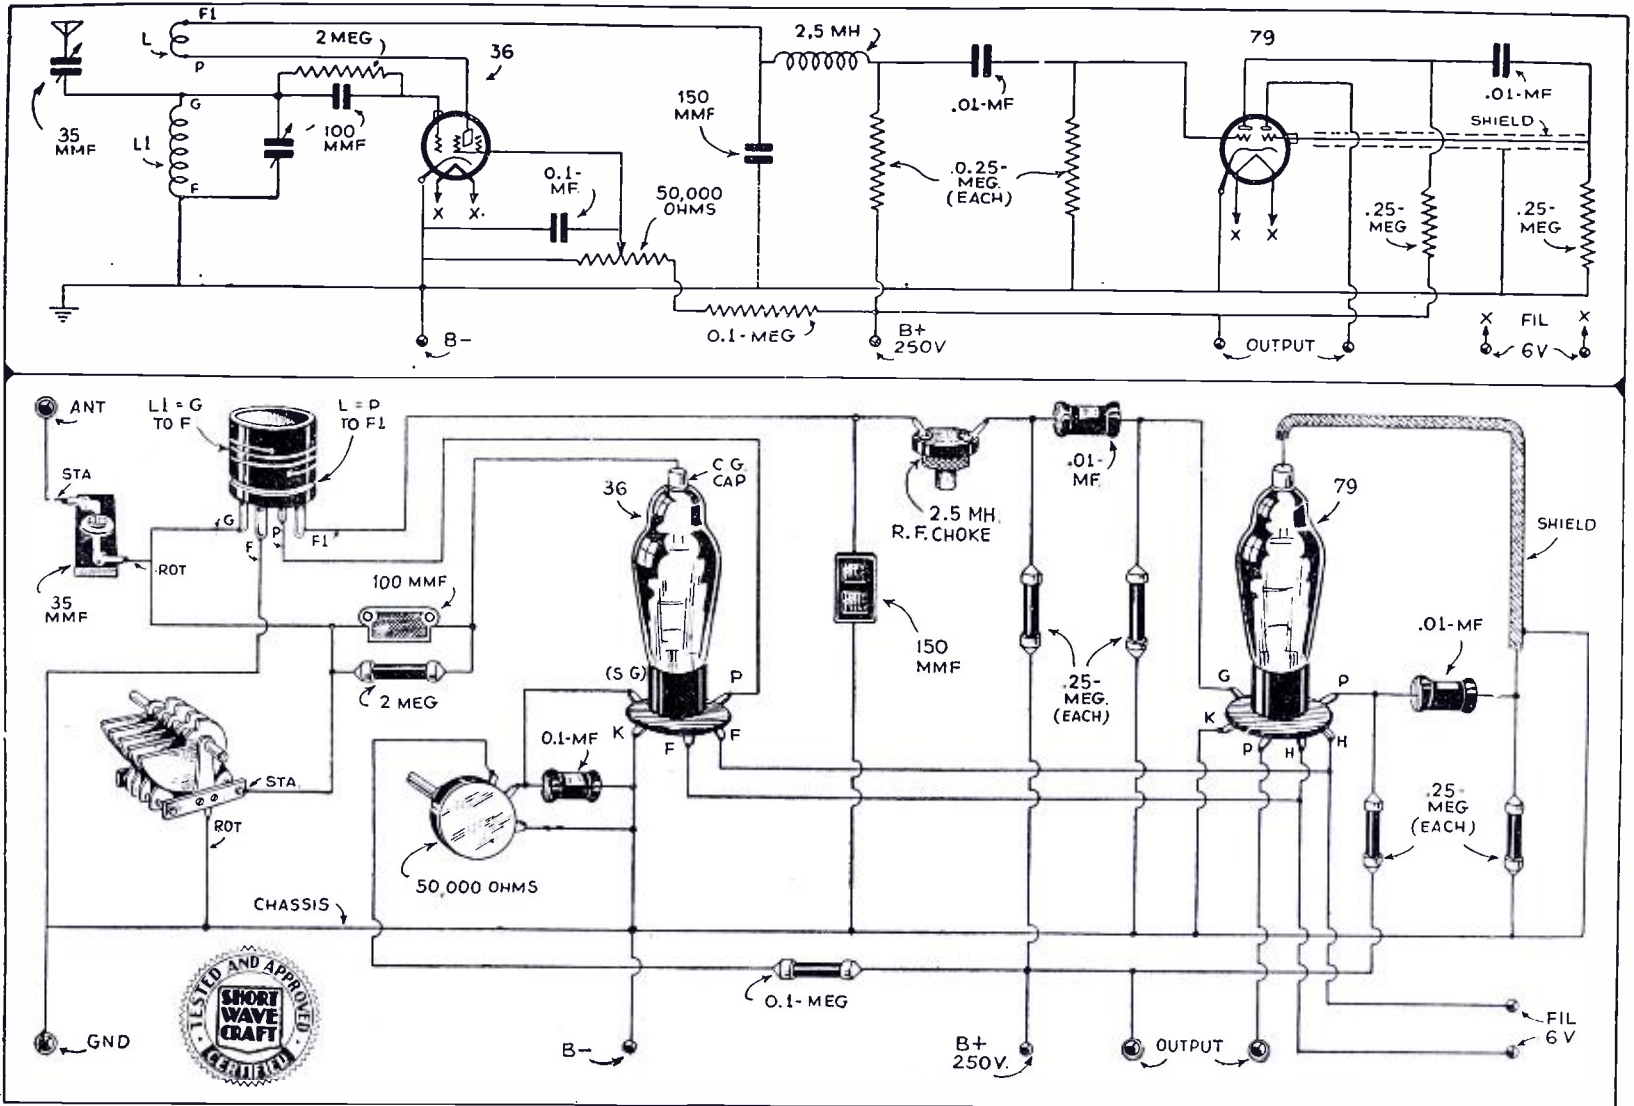 F1
L
P
2 MEG
36
2.5 MH
79
35
MMF
L1
G
F
100
MMF
150
MMF
.01-MF
.01-MF
SHIELD
0.1-
MF.
50,000
OHMS
.0.25-
MEG.
(EACH)
.25-
MEG
.25-
MEG
X X.
X X
0.1-MEG
B-
B+
250V
OUTPUT
X FIL X
6V
ANT
L1 = G
TO F
L = P
TO F1
STA
35
MMF
ROT
G
F
P
F1
100 MMF
2 MEG
36
C G.
CAP
(S G)
P
K
F
F
2.5 MH.
R.F. CHOKE
.01-
MF.
150
MMF
.25-
MEG.
(EACH)
79
SHIELD
.01-MF
G
P
K
P
H
H
.25-
MEG
(EACH)
STA.
ROT
0.1-MF
50,000 OHMS
CHASSIS
TESTED AND APPROVED
SHORT
WAVE
CRAFT
CERTIFIED
0.1-MEG
GND
B-
B+
250V.
OUTPUT
FIL
6V